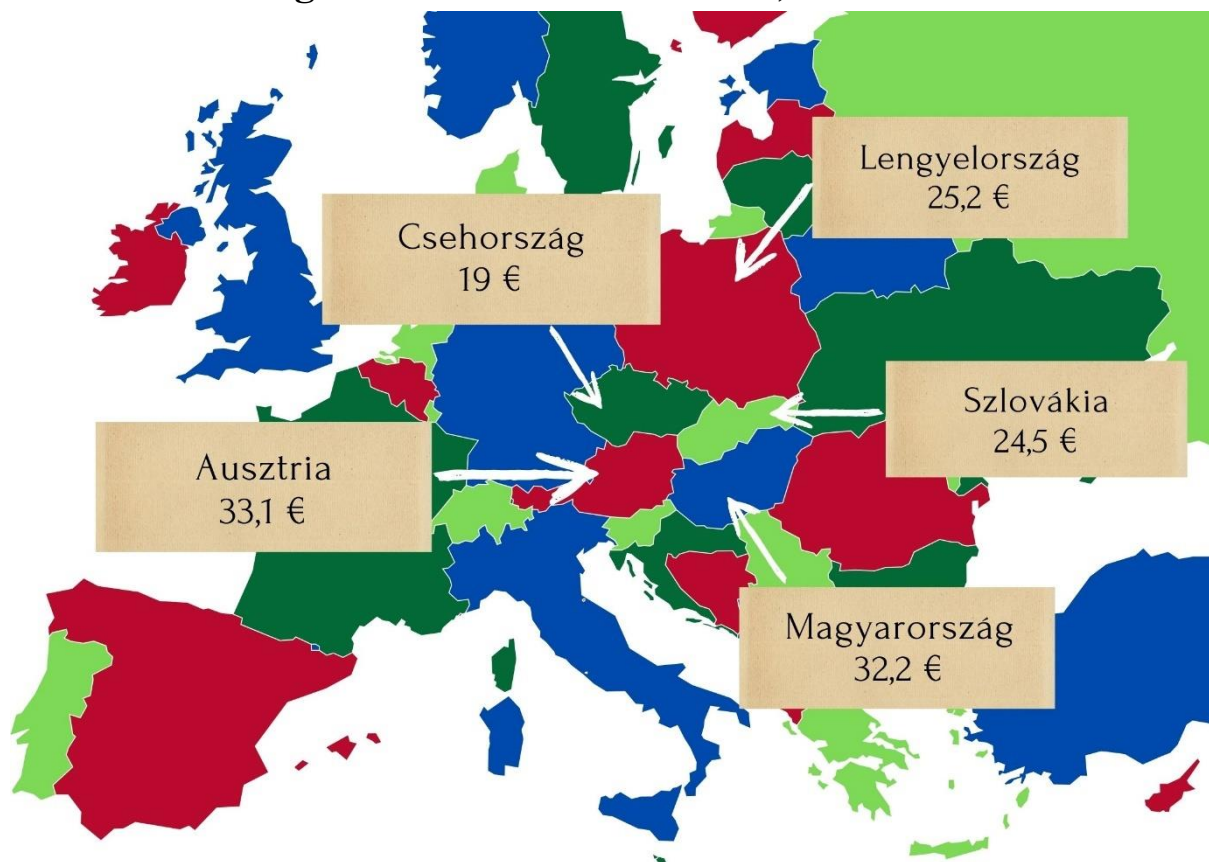 Lengyelország
25,2 €
Csehország
19 €
Szlovákia
24,5 €
Ausztria
33,1 €
Magyarország
32,2 €